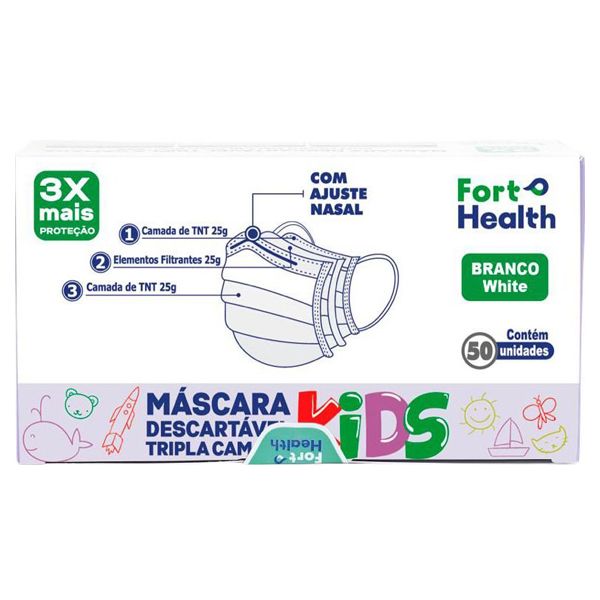 3X
mais
PROTEÇÃO
COM
AJUSTE
NASAL
1 Camada de TNT 25g
2 Elementos Filtrantes 25g
3 Camada de TNT 25g
Fort
Health
BRANCO
White
Contém
50 unidades
MÁSCARA KIDS
DESCARTÁVE
TRIPLA CAM
Fort
Health